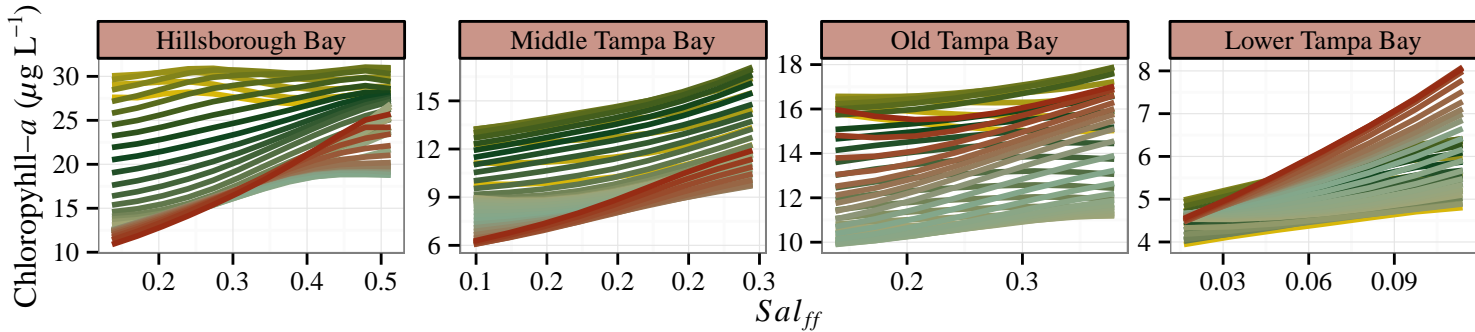 Chloropyhll−a (µg L⁻¹)
Hillsborough Bay
30
25
20
15
10
0.2 0.3 0.4 0.5
Middle Tampa Bay
15
12
9
6
0.1 0.2 0.2 0.2 0.3
Old Tampa Bay
18
16
14
12
10
0.2 0.3
Lower Tampa Bay
8
7
6
5
4
0.03 0.06 0.09
Sal_ff